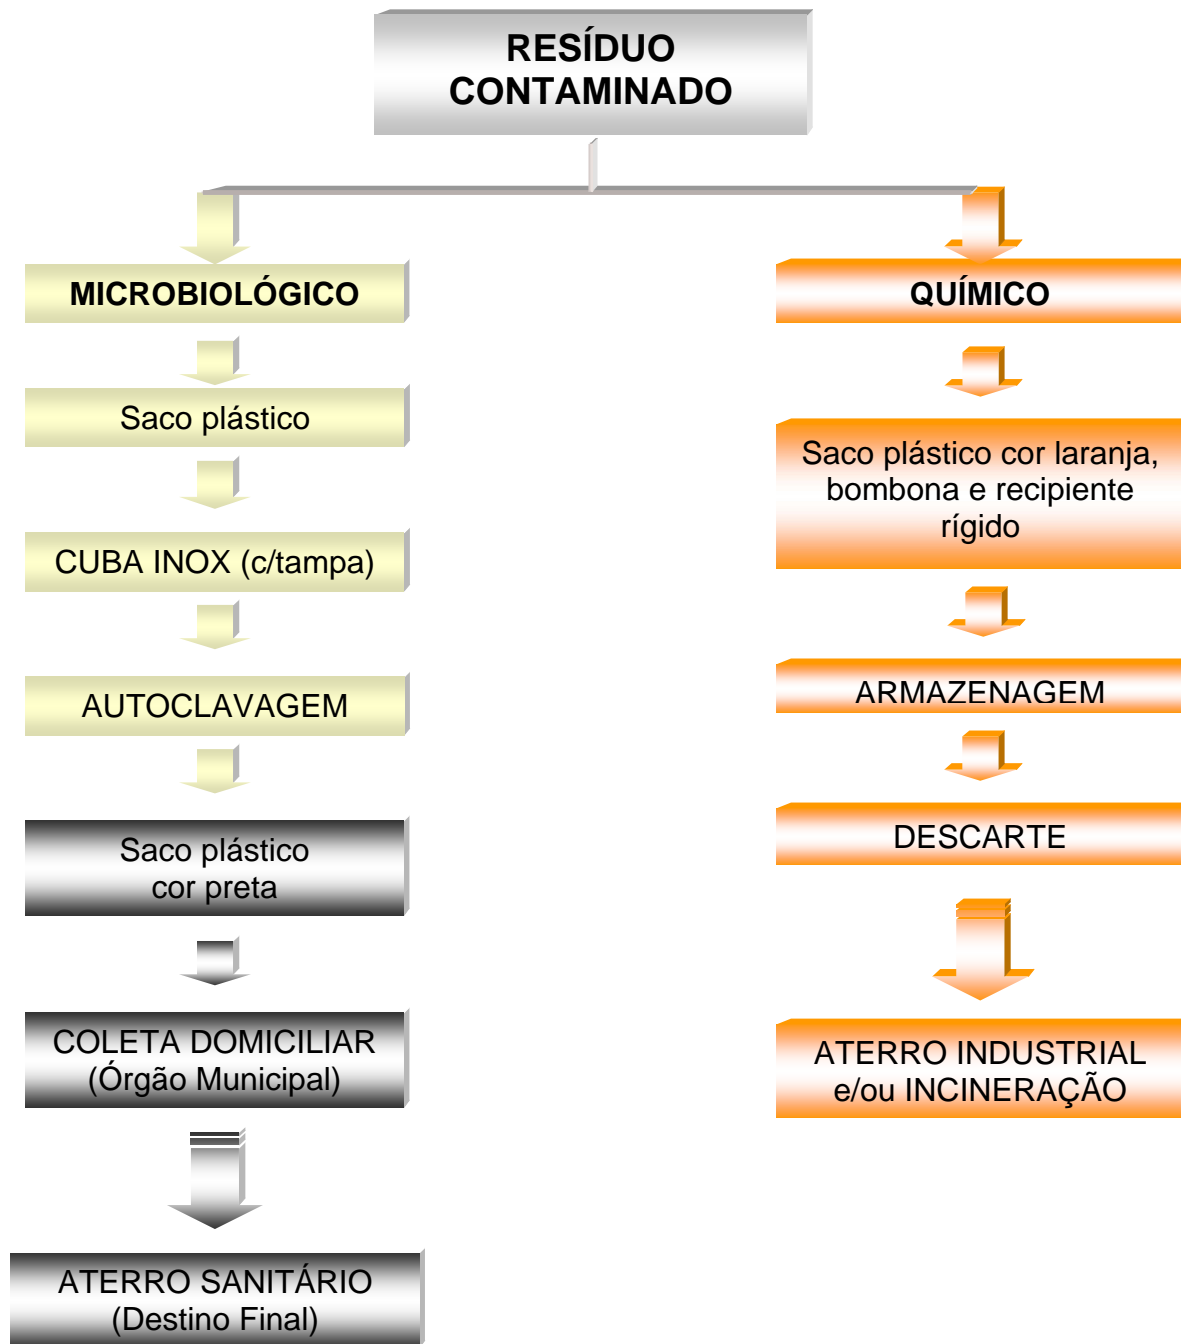 RESÍDUO
CONTAMINADO
MICROBIOLÓGICO
Saco plástico
CUBA INOX (c/tampa)
AUTOCLAVAGEM
Saco plástico
cor preta
COLETA DOMICILIAR
(Órgão Municipal)
ATERRO SANITÁRIO
(Destino Final)
QUÍMICO
Saco plástico cor laranja,
bombona e recipiente
rígido
ARMAZENAGEM
DESCARTE
ATERRO INDUSTRIAL
e/ou INCINERAÇÃO